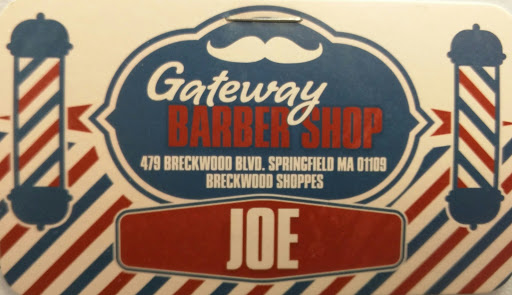 Gateway
BARBER SHOP
479 BRECKWOOD BLVD. SPRINGFIELD MA 01109
BRECKWOOD SHOPPES
JOE